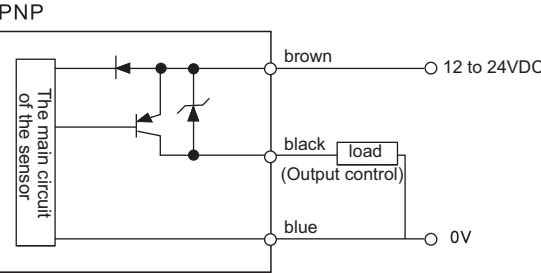 PNP
brown
12 to 24VDC
The main circuit
of the sensor
black
load
(Output control)
blue
0V